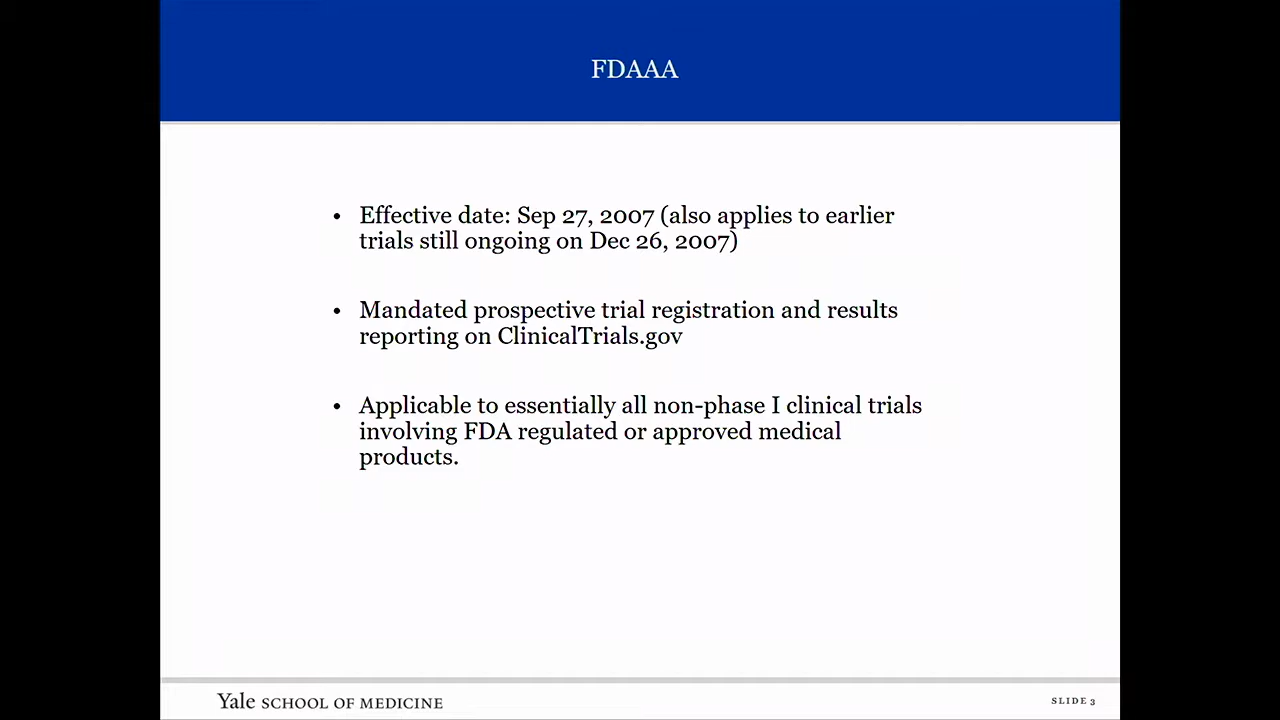 FDAAA
• Effective date: Sep 27, 2007 (also applies to earlier
trials still ongoing on Dec 26, 2007)
• Mandated prospective trial registration and results
reporting on ClinicalTrials.gov
• Applicable to essentially all non-phase I clinical trials
involving FDA regulated or approved medical
products.
Yale SCHOOL OF MEDICINE
SLIDE 3